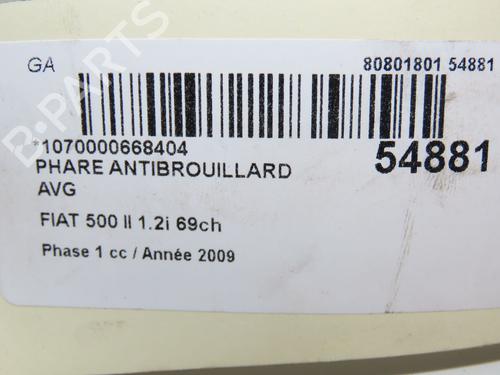 GA
80801801 54881
*1070000668404
54881
PHARE ANTIBROUILLARD
AVG
FIAT 500 II 1.2i 69ch
Phase 1 cc / Année 2009
B-PARTS